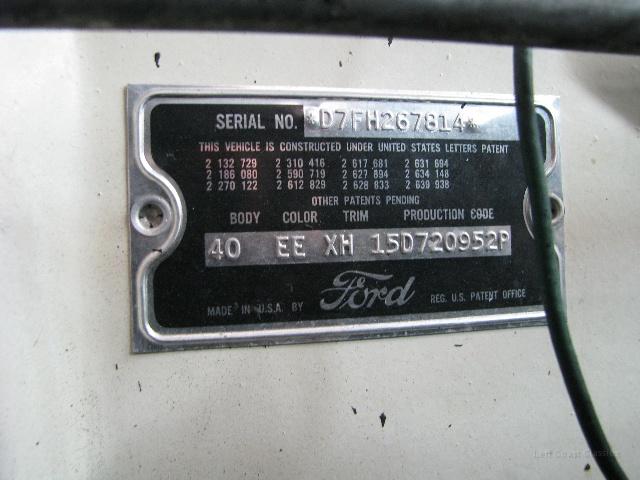 SERIAL NO. *D7FH267814*
THIS VEHICLE IS CONSTRUCTED UNDER UNITED STATES LETTERS PATENT
2 132 729 2 310 416 2 617 681 2 631 694
2 186 080 2 590 719 2 627 894 2 634 148
2 270 122 2 612 829 2 628 833 2 639 938
OTHER PATENTS PENDING
BODY COLOR TRIM PRODUCTION CODE
40 EE XH 15D720952P
MADE IN U.S.A. BY Ford REG. U.S. PATENT OFFICE
Left Coast Classics